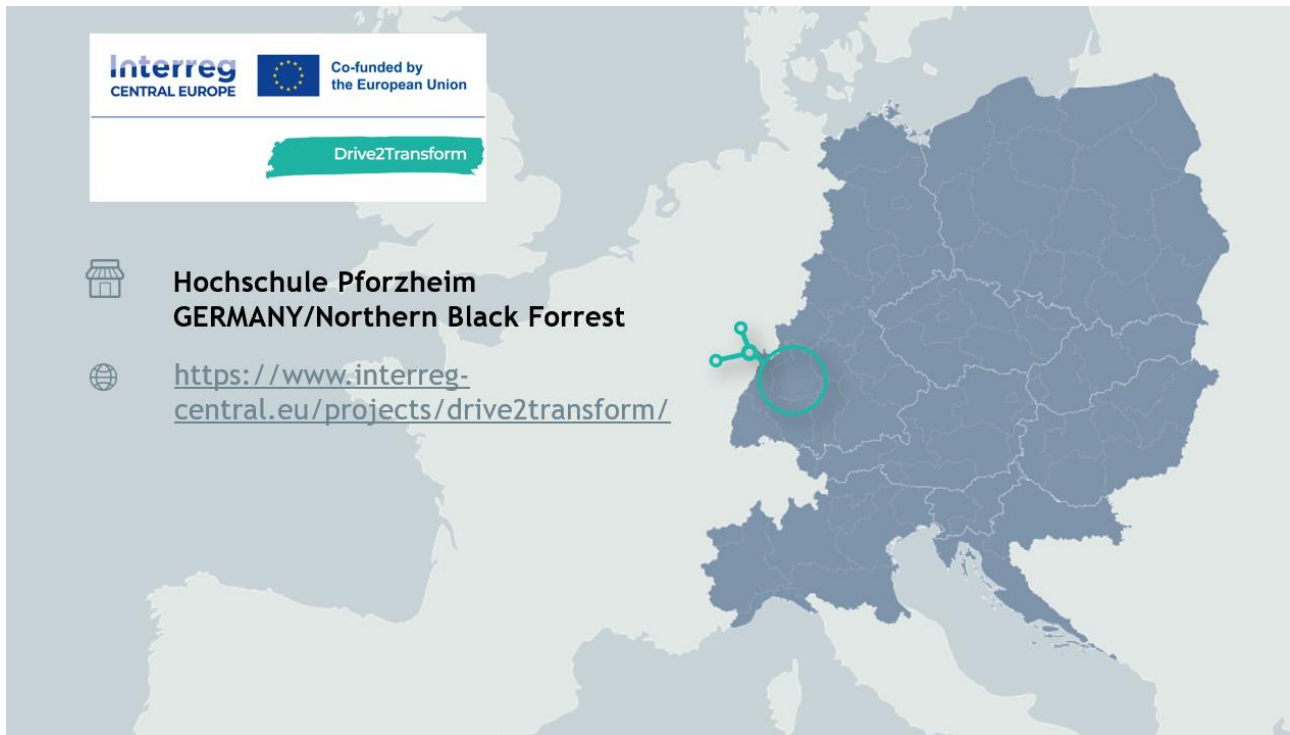 Interreg
CENTRAL EUROPE
Co-funded by
the European Union
Drive2Transform
Hochschule Pforzheim
GERMANY/Northern Black Forrest
https://www.interreg-
central.eu/projects/drive2transform/